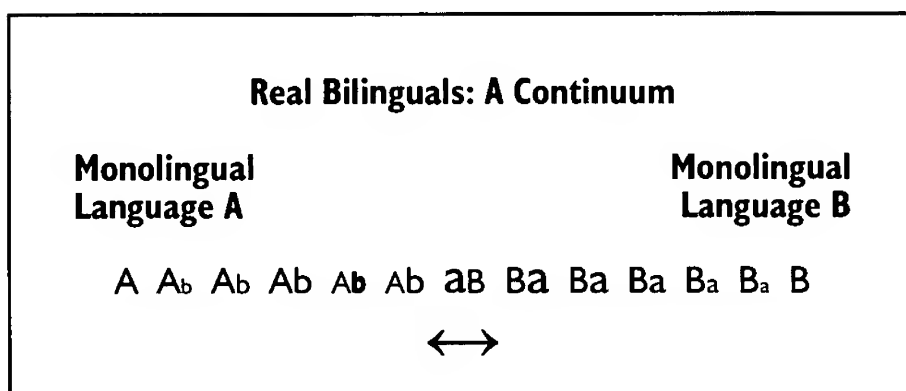 Real Bilinguals: A Continuum
Monolingual Language A
Monolingual Language B
A Ab Ab Ab Ab Ab aB Ba Ba Ba Ba Ba B